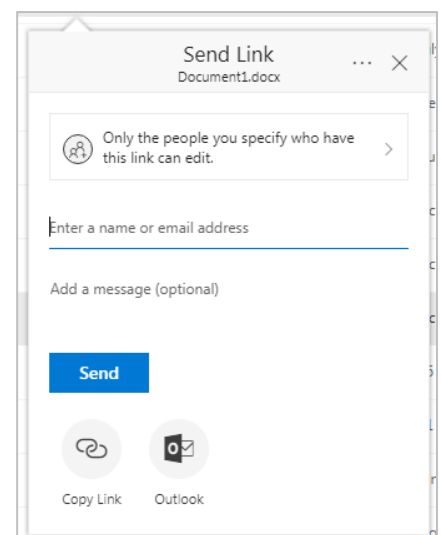 Send Link
Document1.docx
Only the people you specify who have
this link can edit.
Enter a name or email address
Add a message (optional)
Send
Copy Link
Outlook